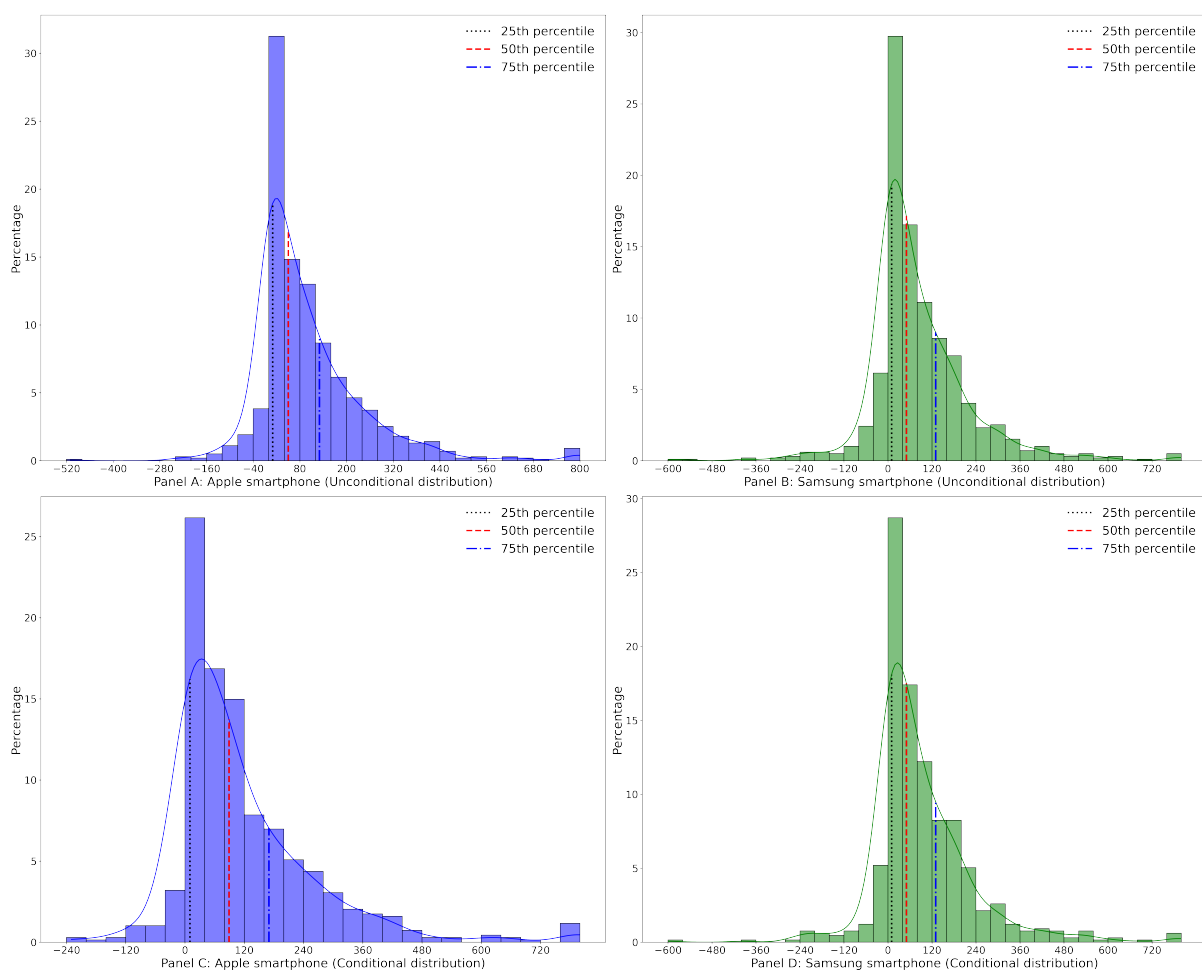 25th percentile
50th percentile
75th percentile
30
25
20
15
10
5
0
Percentage
−520 −400 −280 −160 −40 80 200 320 440 560 680 800
Panel A: Apple smartphone (Unconditional distribution)
25th percentile
50th percentile
75th percentile
30
25
20
15
10
5
0
Percentage
−600 −480 −360 −240 −120 0 120 240 360 480 600 720
Panel B: Samsung smartphone (Unconditional distribution)
25th percentile
50th percentile
75th percentile
25
20
15
10
5
0
Percentage
−240 −120 0 120 240 360 480 600 720
Panel C: Apple smartphone (Conditional distribution)
25th percentile
50th percentile
75th percentile
30
25
20
15
10
5
0
Percentage
−600 −480 −360 −240 −120 0 120 240 360 480 600 720
Panel D: Samsung smartphone (Conditional distribution)